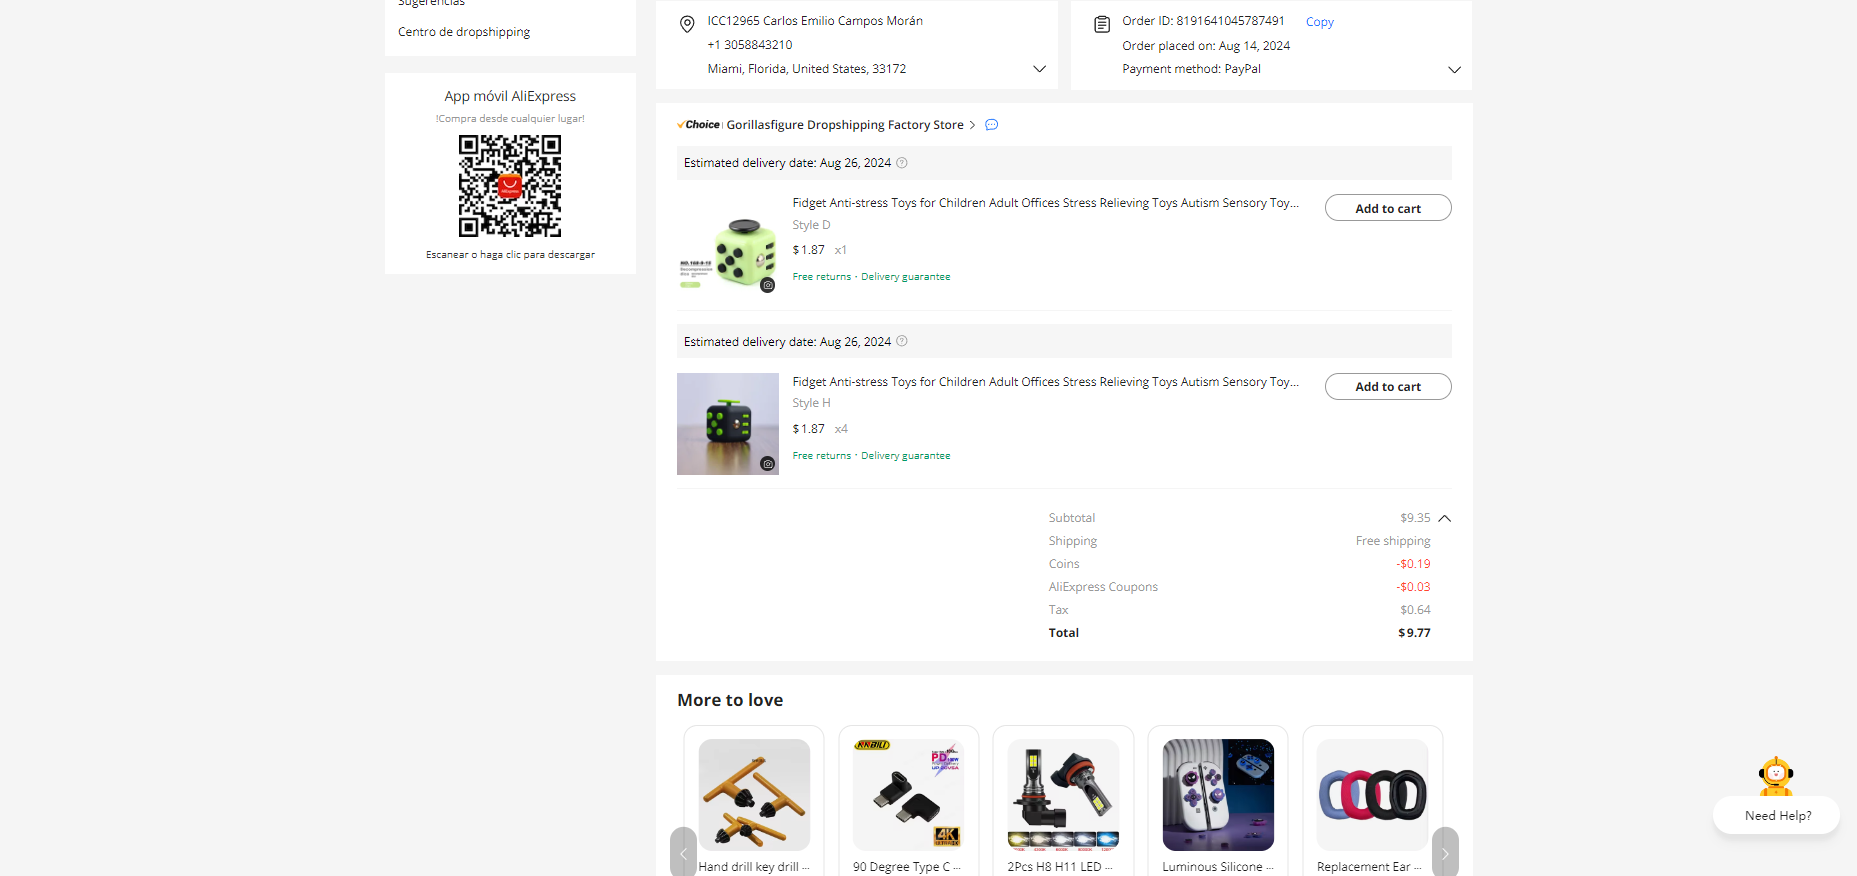 Sugerencias
Centro de dropshipping
App móvil AliExpress
!Compra desde cualquier lugar!
AliExpress
Escanear o haga clic para descargar
ICC12965 Carlos Emilio Campos Morán
+1 3058843210
Miami, Florida, United States, 33172
Order ID: 8191641045787491 Copy
Order placed on: Aug 14, 2024
Payment method: PayPal
Choice Gorillasfigure Dropshipping Factory Store >
Estimated delivery date: Aug 26, 2024
Fidget Anti-stress Toys for Children Adult Offices Stress Relieving Toys Autism Sensory Toy...
Add to cart
Style D
$1.87 x1
Free returns · Delivery guarantee
Estimated delivery date: Aug 26, 2024
Fidget Anti-stress Toys for Children Adult Offices Stress Relieving Toys Autism Sensory Toy...
Add to cart
Style H
$1.87 x4
Free returns · Delivery guarantee
Subtotal $9.35
Shipping Free shipping
Coins -$0.19
AliExpress Coupons -$0.03
Tax $0.64
Total $9.77
More to love
KKBILI
PD
4K
Hand drill key drill ...
90 Degree Type C ...
2Pcs H8 H11 LED ...
Luminous Silicone ...
Replacement Ear ...
Need Help?